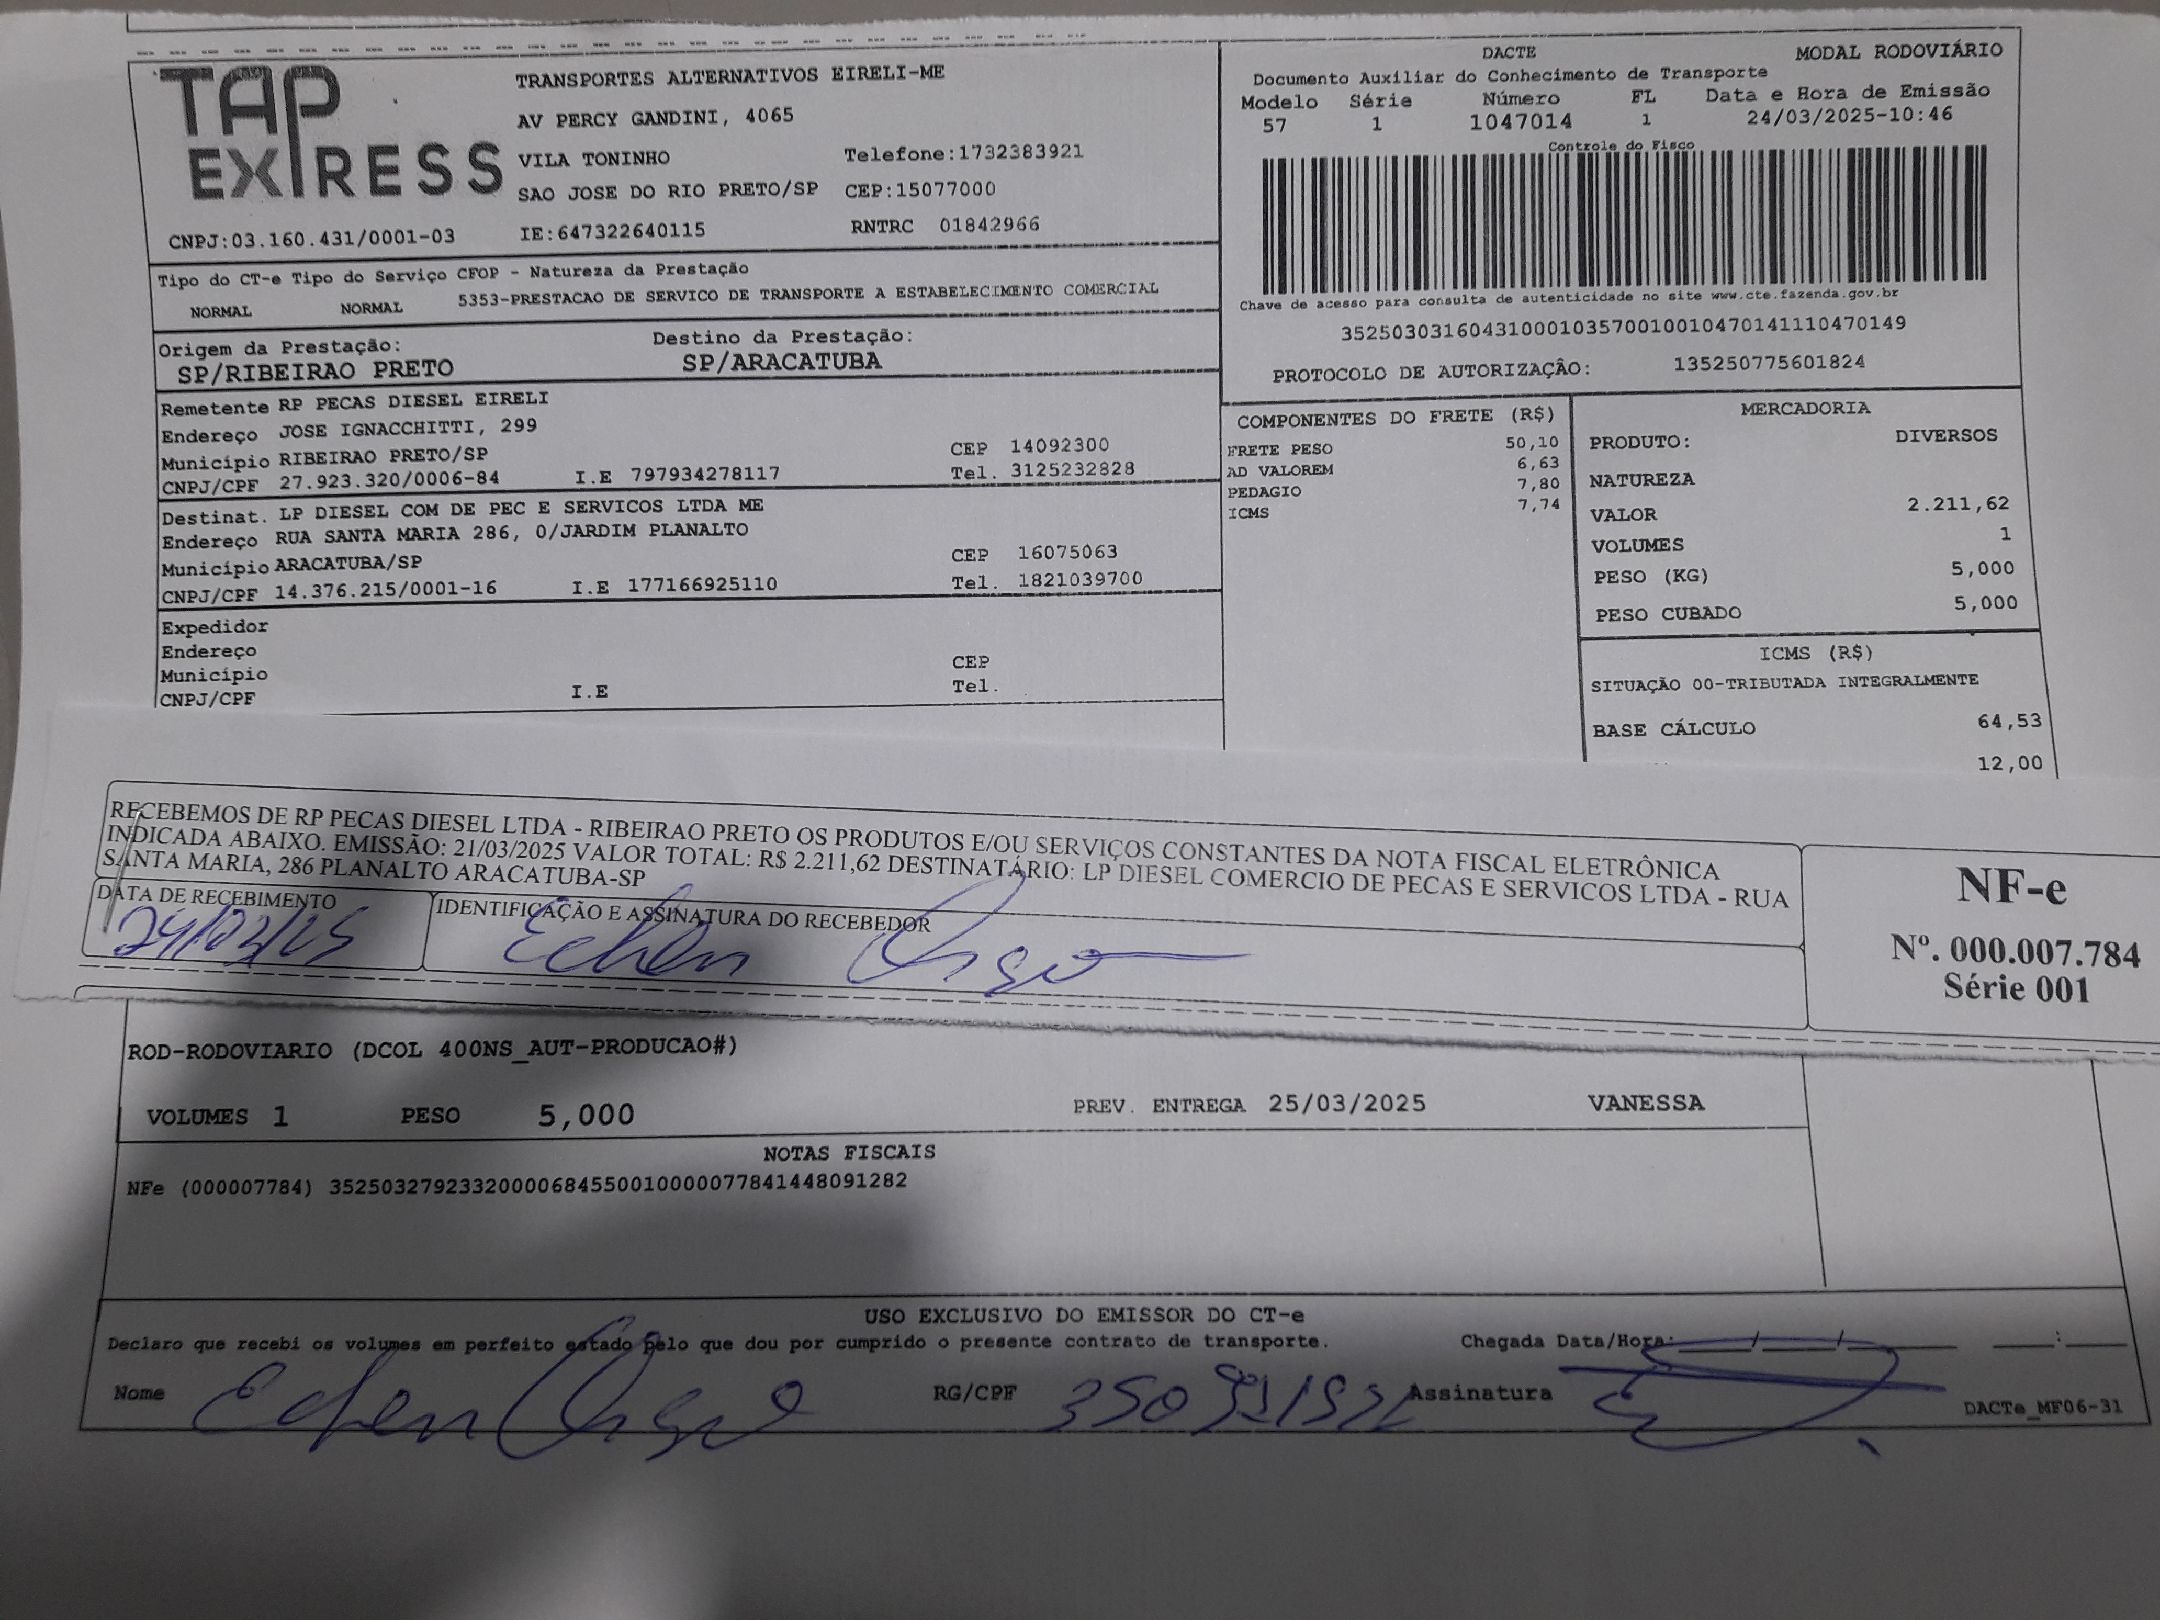 TAP EXPRESS
TRANSPORTES ALTERNATIVOS EIRELI-ME
AV PERCY GANDINI, 4065
VILA TONINHO Telefone:1732383921
SAO JOSE DO RIO PRETO/SP CEP:15077000
CNPJ:03.160.431/0001-03 IE:647322640115 RNTRC 01842966
DACTE MODAL RODOVIÁRIO
Documento Auxiliar do Conhecimento de Transporte
Modelo Série Número FL Data e Hora de Emissão
57 1 1047014 1 24/03/2025-10:46
Controle do Fisco
Chave de acesso para consulta de autenticidade no site www.cte.fazenda.gov.br
35250303160431000103570010010470141110470149
PROTOCOLO DE AUTORIZAÇÂO: 135250775601824
Tipo do CT-e Tipo do Serviço CFOP - Natureza da Prestação
NORMAL NORMAL 5353-PRESTACAO DE SERVICO DE TRANSPORTE A ESTABELECIMENTO COMERCIAL
Origem da Prestação: Destino da Prestação:
SP/RIBEIRAO PRETO SP/ARACATUBA
Remetente RP PECAS DIESEL EIRELI
Endereço JOSE IGNACCHITTI, 299
Município RIBEIRAO PRETO/SP CEP 14092300
CNPJ/CPF 27.923.320/0006-84 I.E 797934278117 Tel. 3125232828
Destinat. LP DIESEL COM DE PEC E SERVICOS LTDA ME
Endereço RUA SANTA MARIA 286, 0/JARDIM PLANALTO
Município ARACATUBA/SP CEP 16075063
CNPJ/CPF 14.376.215/0001-16 I.E 177166925110 Tel. 1821039700
Expedidor
Endereço
Município CEP
CNPJ/CPF I.E Tel.
COMPONENTES DO FRETE (R$)
FRETE PESO 50,10
AD VALOREM 6,63
PEDAGIO 7,80
ICMS 7,74
MERCADORIA
PRODUTO: DIVERSOS
NATUREZA
VALOR 2.211,62
VOLUMES 1
PESO (KG) 5,000
PESO CUBADO 5,000
ICMS (R$)
SITUAÇÃO 00-TRIBUTADA INTEGRALMENTE
BASE CÁLCULO 64,53
12,00
RECEBEMOS DE RP PECAS DIESEL LTDA - RIBEIRAO PRETO OS PRODUTOS E/OU SERVIÇOS CONSTANTES DA NOTA FISCAL ELETRÔNICA
INDICADA ABAIXO. EMISSÃO: 21/03/2025 VALOR TOTAL: R$ 2.211,62 DESTINATÁRIO: LP DIESEL COMERCIO DE PECAS E SERVICOS LTDA - RUA
SANTA MARIA, 286 PLANALTO ARACATUBA-SP
DATA DE RECEBIMENTO IDENTIFICAÇÃO E ASSINATURA DO RECEBEDOR
NF-e
Nº. 000.007.784
Série 001
ROD-RODOVIARIO (DCOL 400NS_AUT-PRODUCAO#)
VOLUMES 1 PESO 5,000 PREV. ENTREGA 25/03/2025 VANESSA
NOTAS FISCAIS
NFe (000007784) 35250327923320000684550010000077841448091282
USO EXCLUSIVO DO EMISSOR DO CT-e
Declaro que recebi os volumes em perfeito estado pelo que dou por cumprido o presente contrato de transporte. Chegada Data/Hora: / / :
Nome RG/CPF Assinatura
DACTe_MF06-31